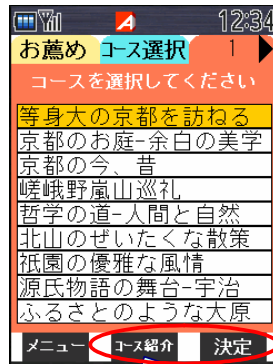 12:34
お薦め コース選択 1
コースを選択してください
等身大の京都を訪ねる
京都のお庭-余白の美学
京都の今、昔
嵯峨野嵐山巡礼
哲学の道-人間と自然
北山のぜいたくな散策
祇園の優雅な風情
源氏物語の舞台-宇治
ふるさとのような大原
メニュー コース紹介 決定